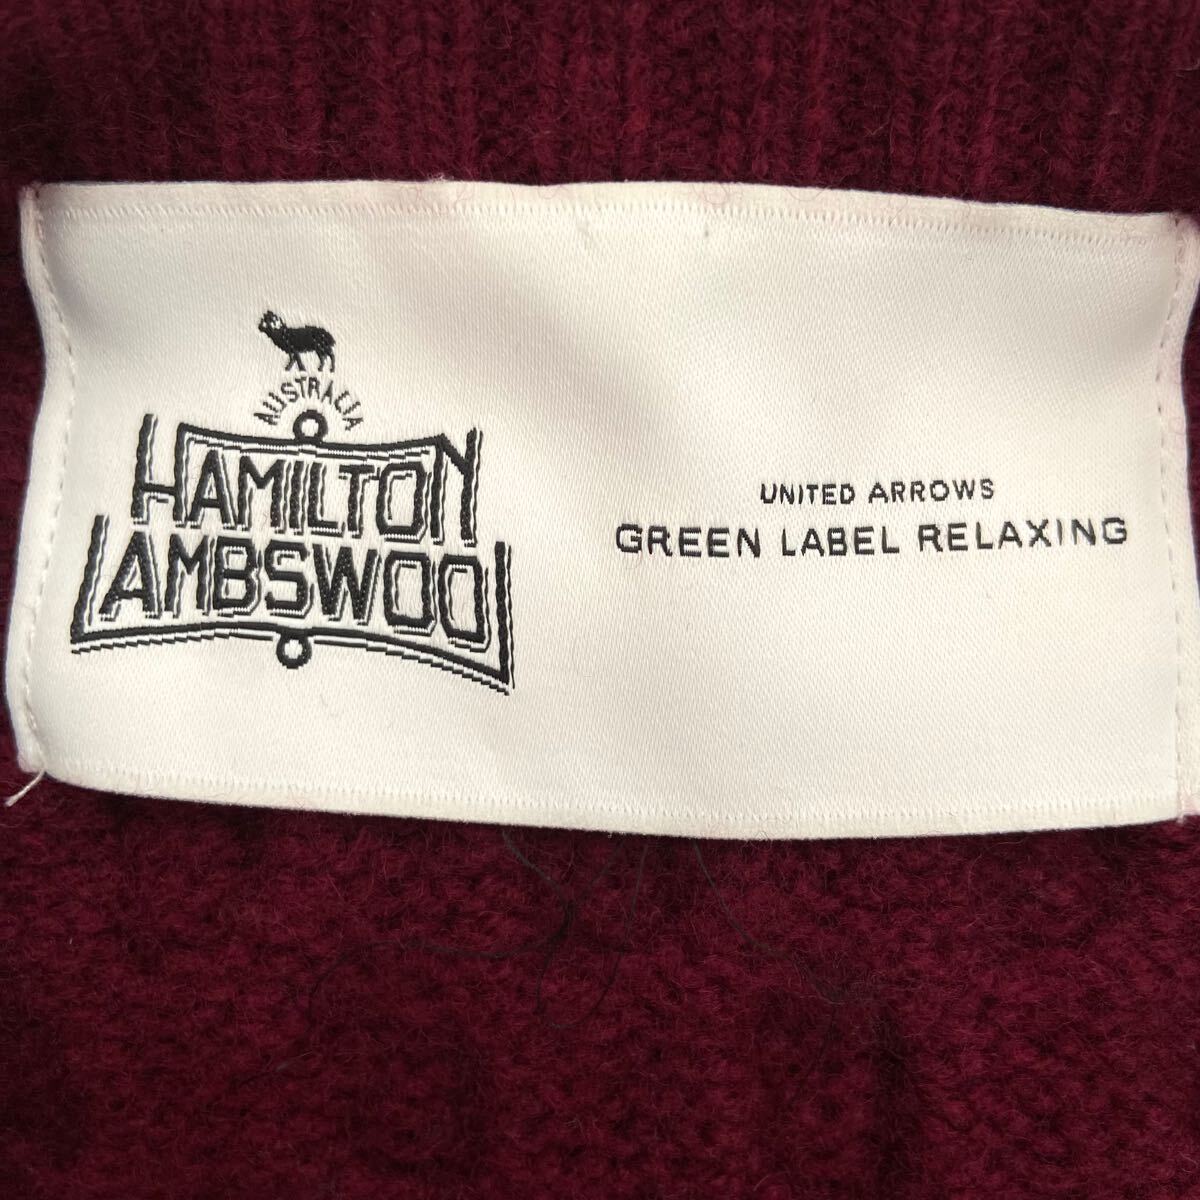 AUSTRALIA
HAMILTON
LAMBSWOOL
UNITED ARROWS
GREEN LABEL RELAXING